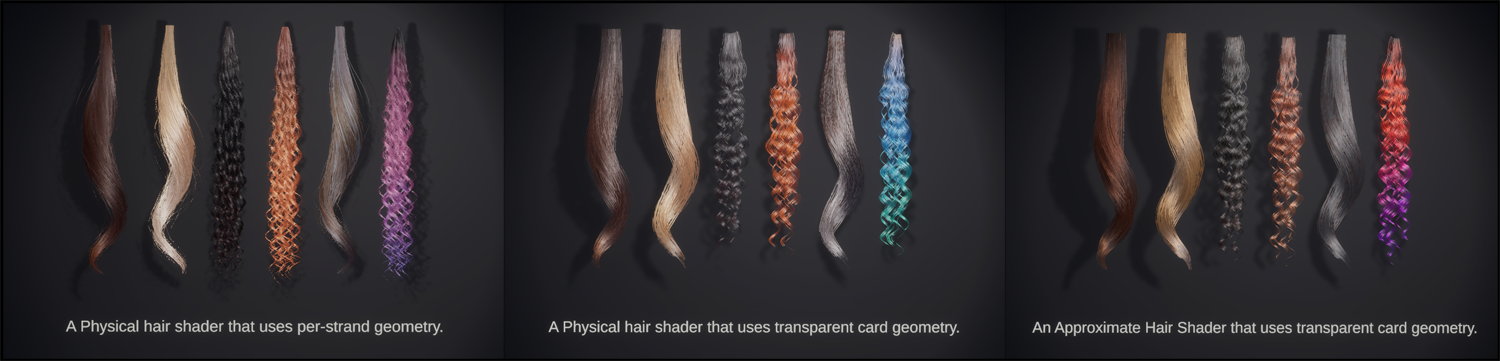 A Physical hair shader that uses per-strand geometry.
A Physical hair shader that uses transparent card geometry.
An Approximate Hair Shader that uses transparent card geometry.